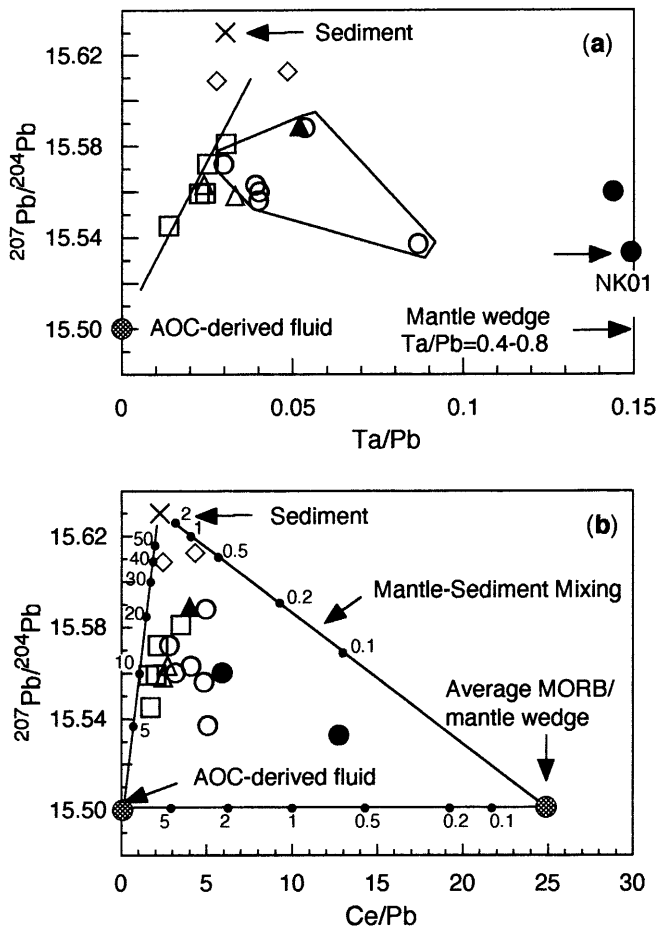 (a)
Sediment
15.62
15.58
15.54
15.50
207Pb/204Pb
NK01
AOC-derived fluid
Mantle wedge
Ta/Pb=0.4-0.8
0 0.05 0.1 0.15
Ta/Pb
(b)
Sediment
2
1
0.5
0.2
0.1
50
40
30
20
10
5
Mantle-Sediment Mixing
Average MORB/
mantle wedge
AOC-derived fluid
15.62
15.58
15.54
15.50
207Pb/204Pb
5 2 1 0.5 0.2 0.1
0 5 10 15 20 25 30
Ce/Pb